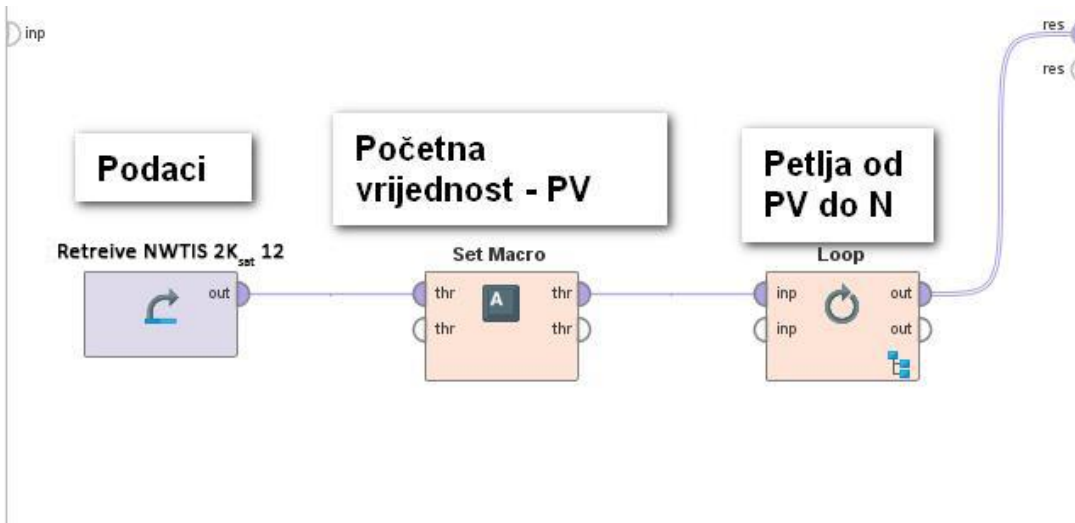 inp
res
res
Podaci
Početna
vrijednost - PV
Petlja od
PV do N
Retreive NWTIS 2K_sat 12
Set Macro
Loop
out
thr
thr
thr
thr
A
inp
out
inp
out